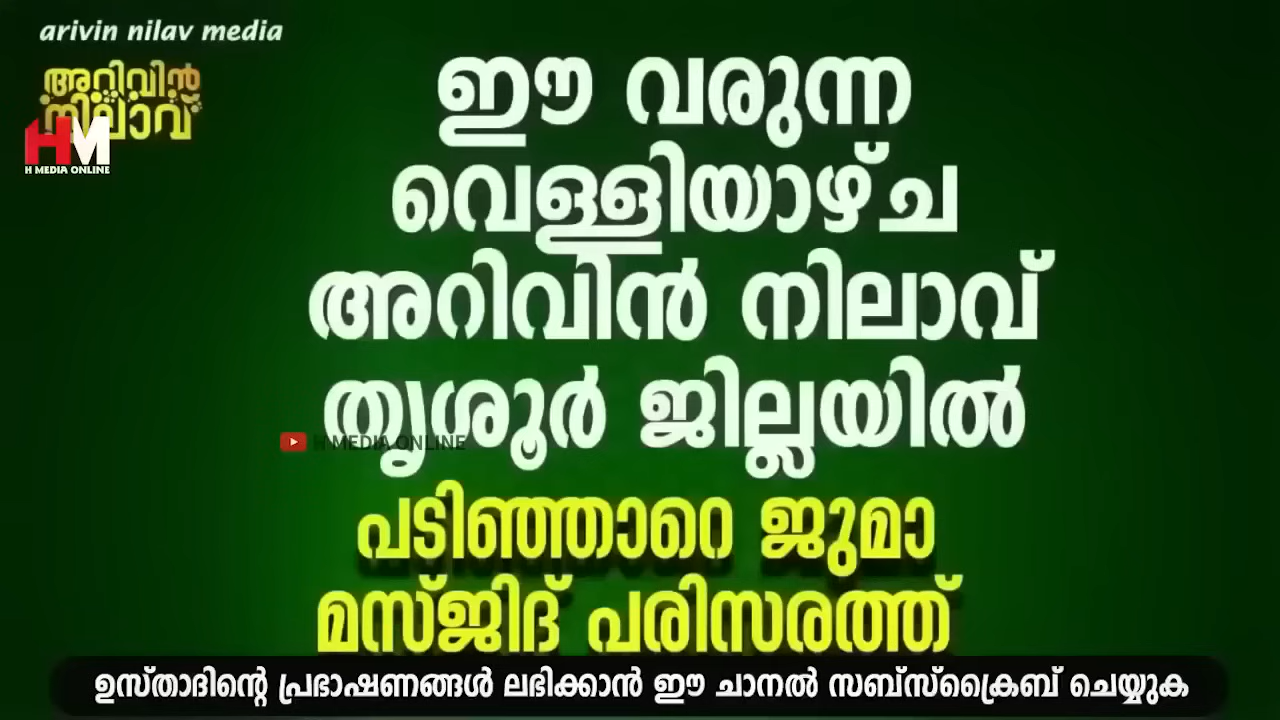 arivin nilav media
അറിവിൻ
നിലാവ്
HM
H MEDIA ONLINE
ഈ വരുന്ന
വെള്ളിയാഴ്ച
അറിവിൻ നിലാവ്
തൃശൂർ ജില്ലയിൽ
H MEDIA ONLINE
പടിഞ്ഞാറെ ജുമാ
മസ്ജിദ് പരിസരത്ത്
ഉസ്താദിന്റെ പ്രഭാഷണങ്ങൾ ലഭിക്കാൻ ഈ ചാനൽ സബ്സ്ക്രൈബ് ചെയ്യുക